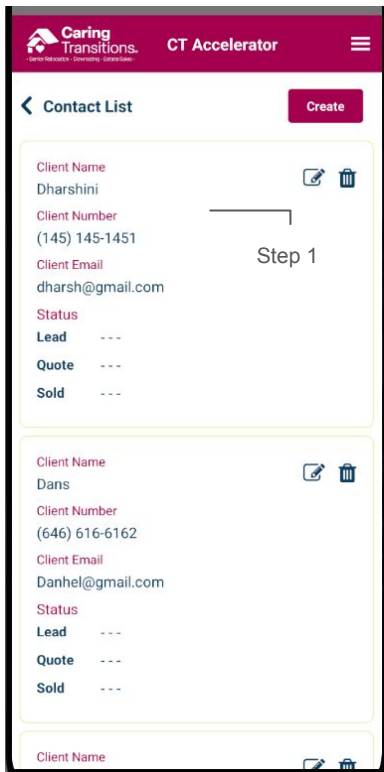 Caring
Transitions.
- Senior Relocation - Downsizing - Estate Sales -
CT Accelerator
Contact List
Create
Client Name
Dharshini
Client Number
(145) 145-1451
Step 1
Client Email
dharsh@gmail.com
Status
Lead - - -
Quote - - -
Sold - - -
Client Name
Dans
Client Number
(646) 616-6162
Client Email
Danhel@gmail.com
Status
Lead - - -
Quote - - -
Sold - - -
Client Name